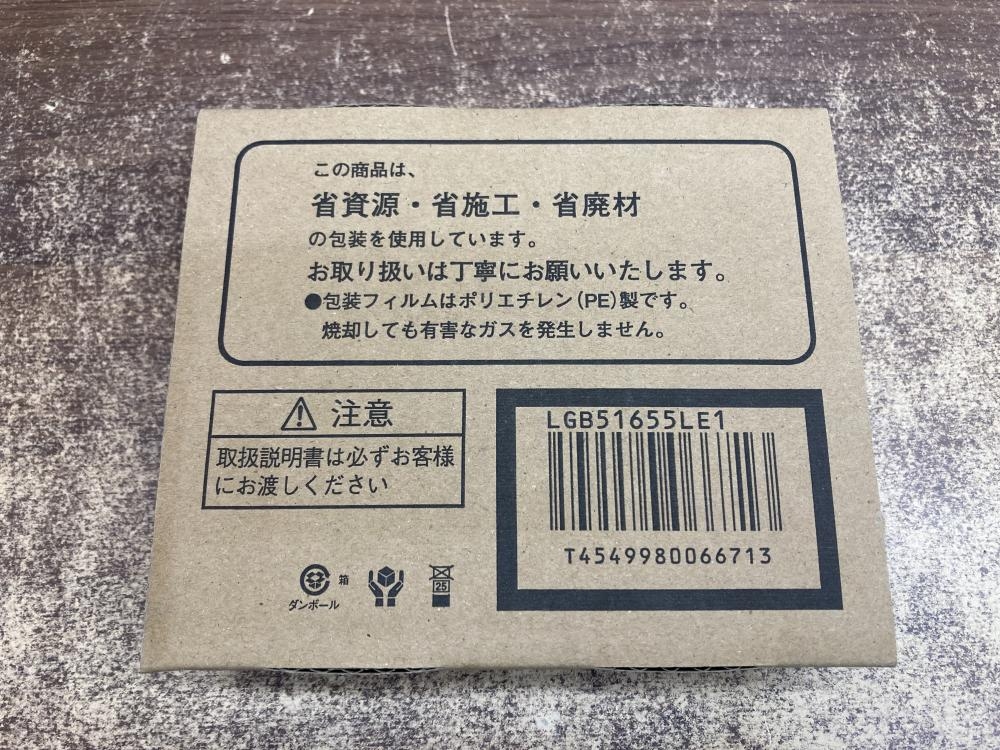 この商品は、
省資源・省施工・省廃材
の包装を使用しています。
お取り扱いは丁寧にお願いいたします。
●包装フィルムはポリエチレン(PE)製です。
焼却しても有害なガスを発生しません。
注意
取扱説明書は必ずお客様
にお渡しください
LGB51655LE1
T4549980066713
箱
ダンボール
25